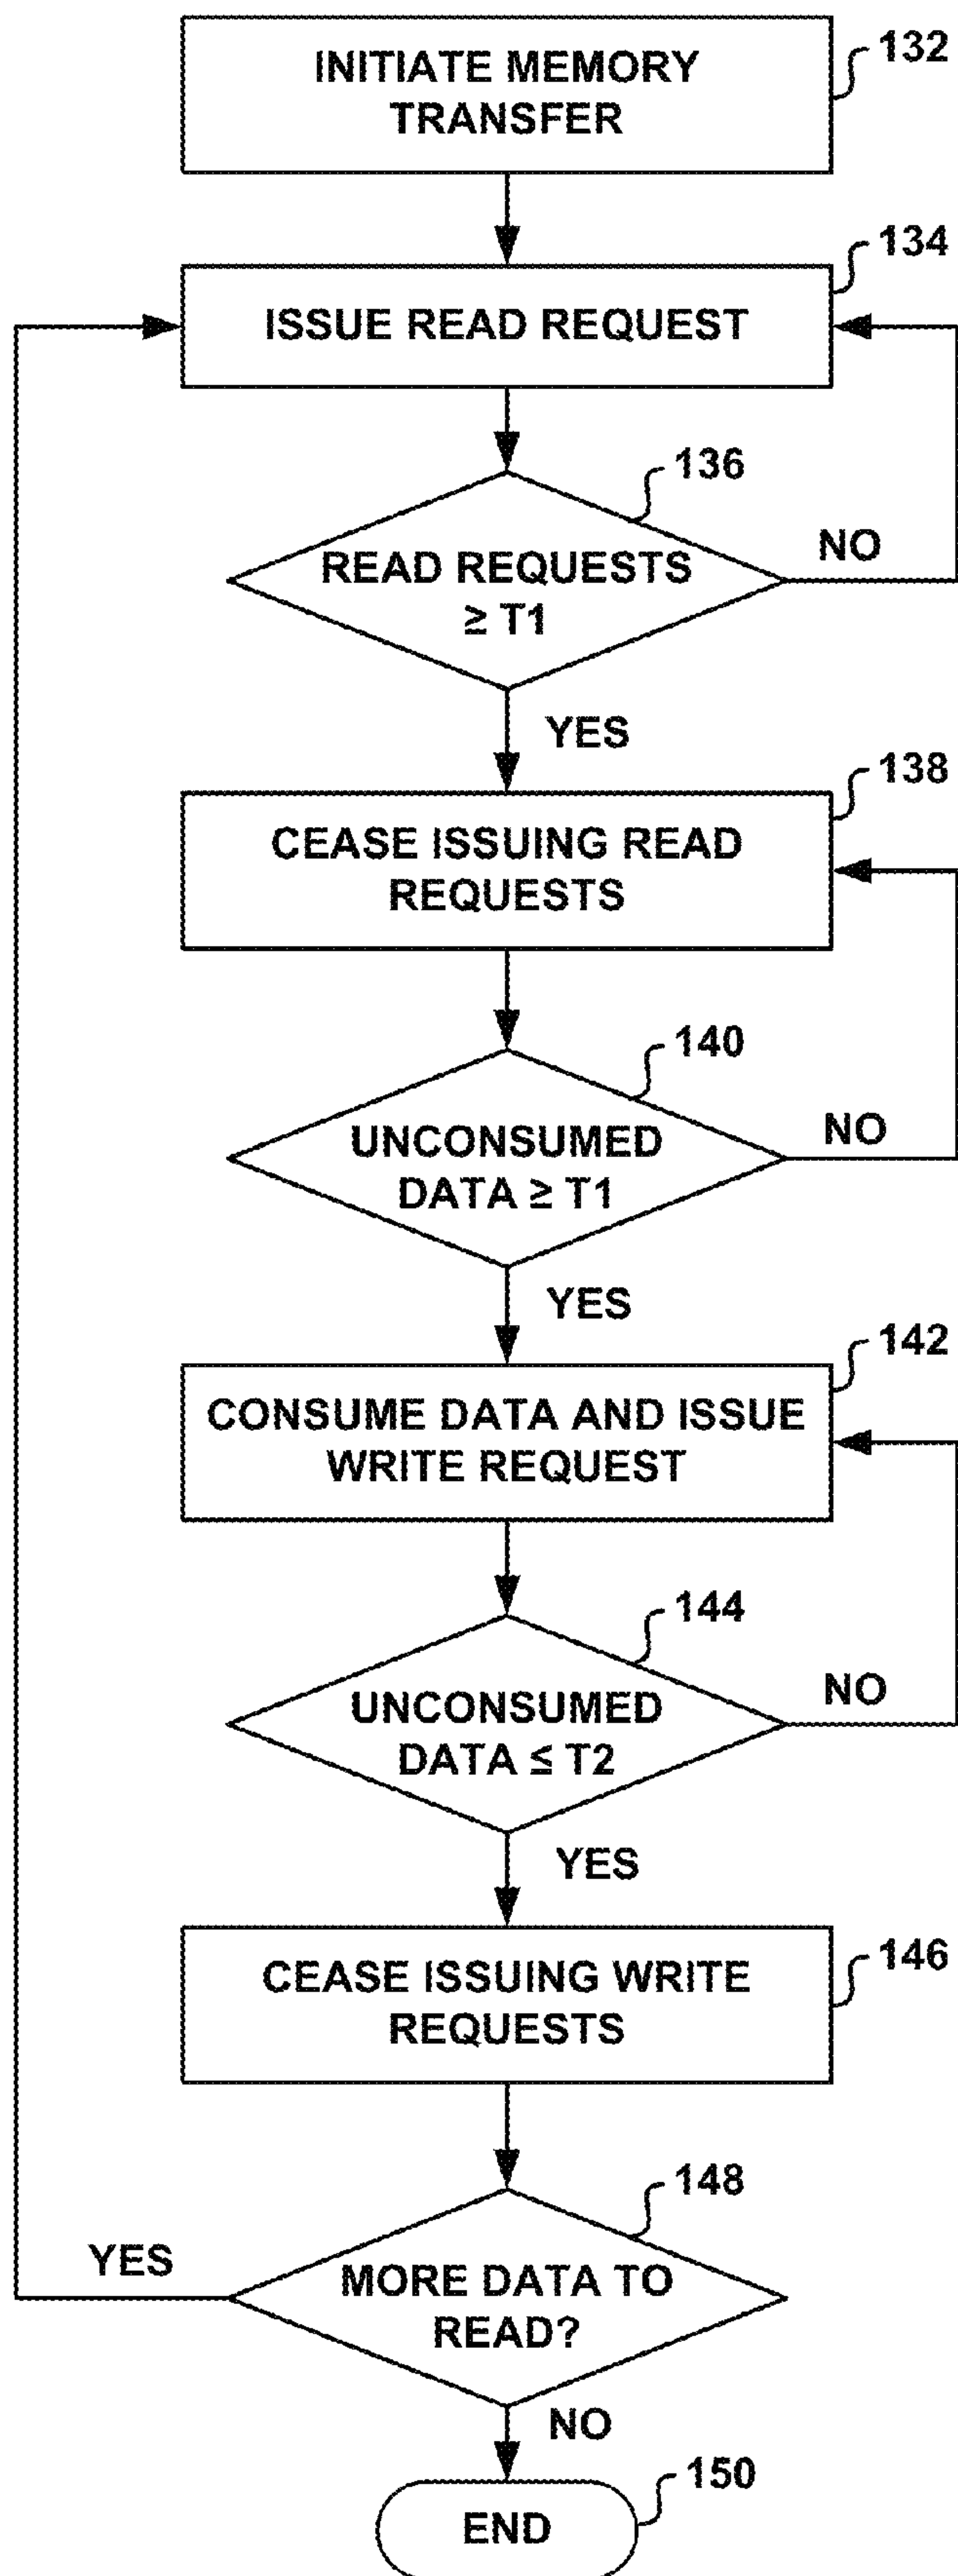 INITIATE MEMORY
TRANSFER
132
134
ISSUE READ REQUEST
136
NO
READ REQUESTS
≥ T1
YES
138
CEASE ISSUING READ
REQUESTS
140
NO
UNCONSUMED
DATA ≥ T1
YES
142
CONSUME DATA AND ISSUE
WRITE REQUEST
144
NO
UNCONSUMED
DATA ≤ T2
YES
146
CEASE ISSUING WRITE
REQUESTS
148
YES
MORE DATA TO
READ?
NO
150
END